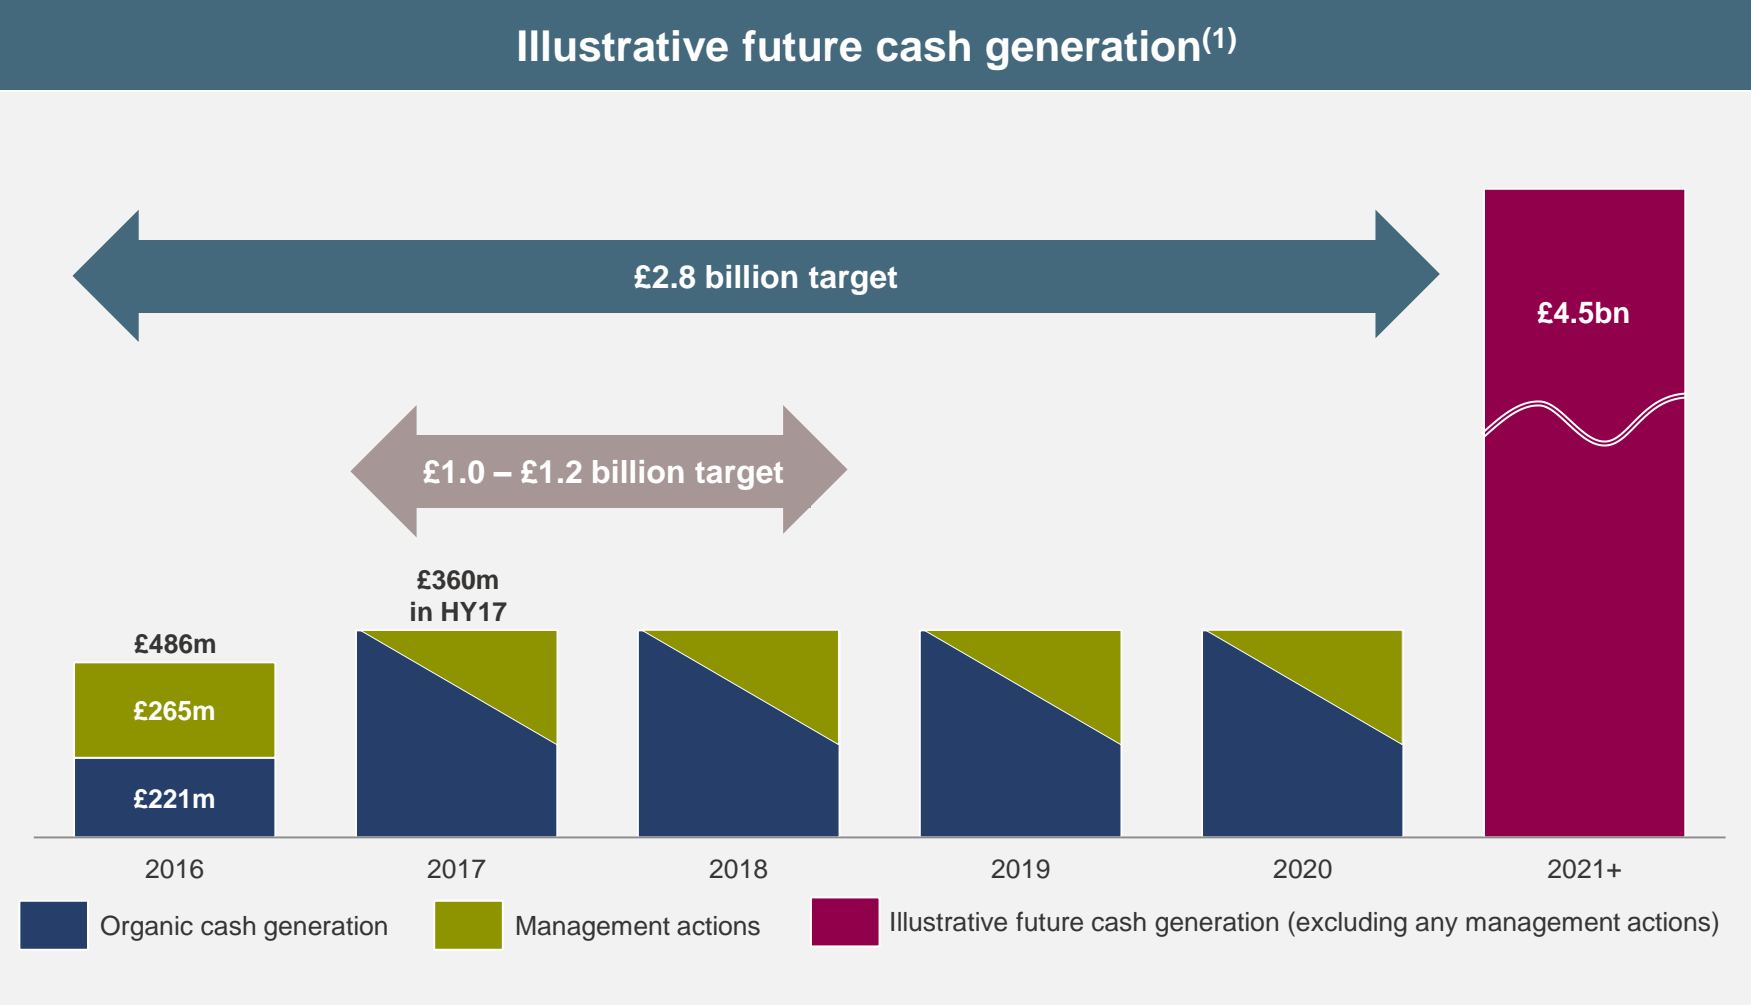 Illustrative future cash generation(1)
£2.8 billion target
£4.5bn
£1.0 – £1.2 billion target
£360m
in HY17
£486m
£265m
£221m
2016
2017
2018
2019
2020
2021+
Organic cash generation
Management actions
Illustrative future cash generation (excluding any management actions)